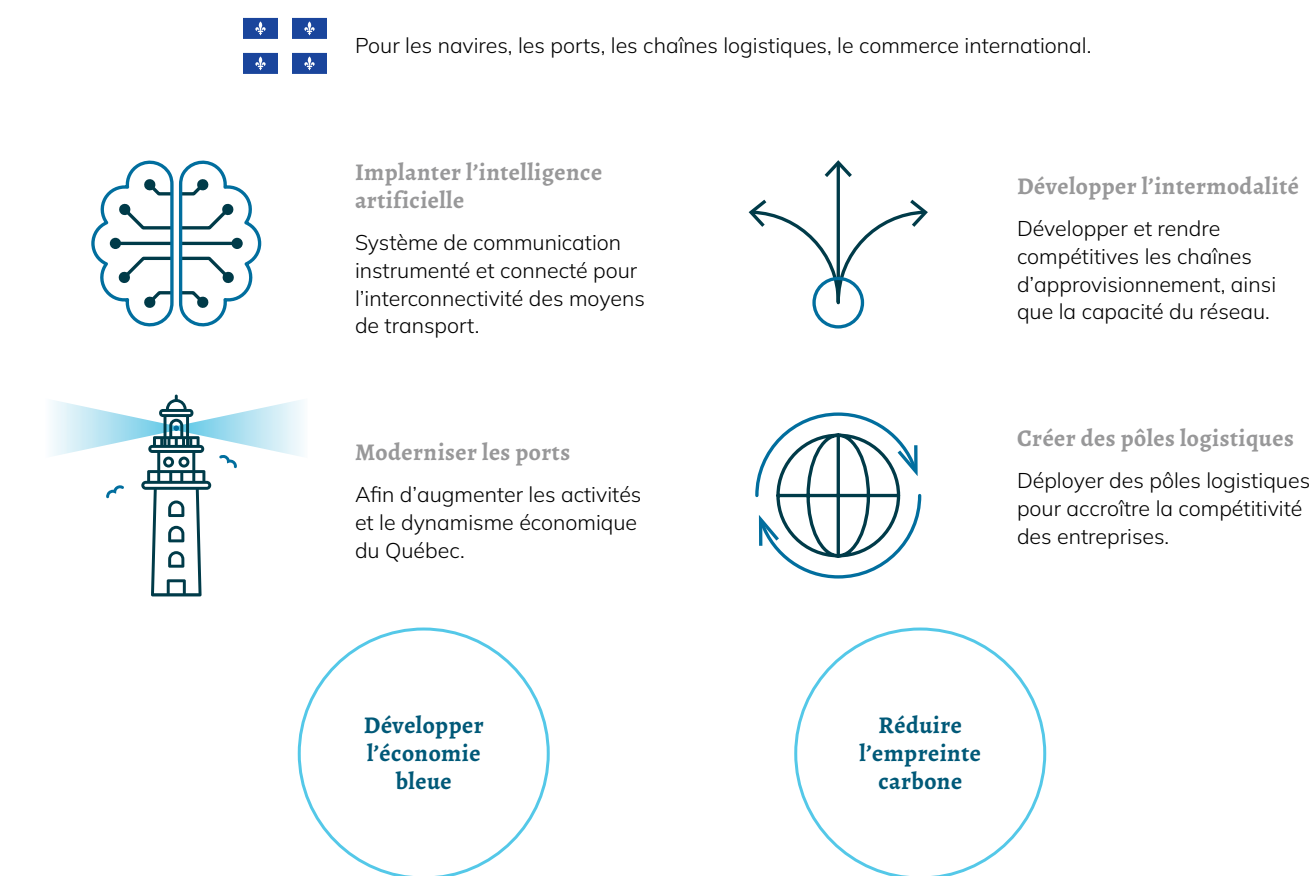 Pour les navires, les ports, les chaînes logistiques, le commerce international.
Implanter l’intelligence
artificielle
Système de communication
instrumenté et connecté pour
l’interconnectivité des moyens
de transport.
Développer l’intermodalité
Développer et rendre
compétitives les chaînes
d’approvisionnement, ainsi
que la capacité du réseau.
Moderniser les ports
Afin d’augmenter les activités
et le dynamisme économique
du Québec.
Créer des pôles logistiques
Déployer des pôles logistiques
pour accroître la compétitivité
des entreprises.
Développer
l’économie
bleue
Réduire
l’empreinte
carbone